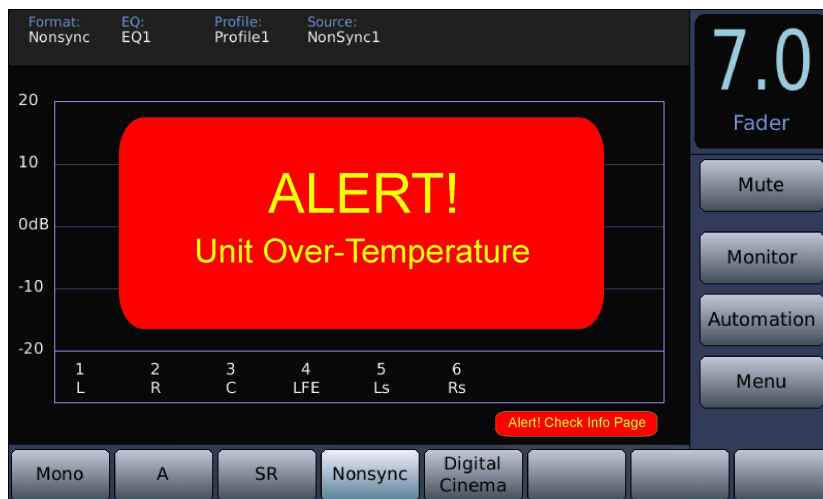 Format: EQ: Profile: Source:
Nonsync EQ1 Profile1 NonSync1
7.0
Fader
20
10
0dB
-10
-20
ALERT!
Unit Over-Temperature
1 2 3 4 5 6
L R C LFE Ls Rs
Alert! Check Info Page
Mute
Monitor
Automation
Menu
Mono A SR Nonsync Digital
Cinema